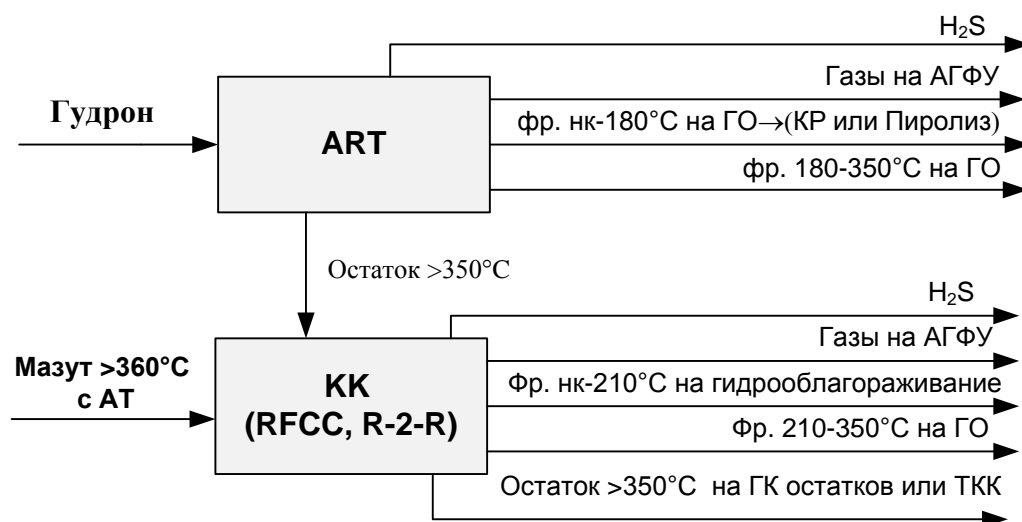 H₂S
Газы на АГФУ
Гудрон
ART
фр. нк-180°С на ГО→(КР или Пиролиз)
фр. 180-350°С на ГО
Остаток >350°С
H₂S
Газы на АГФУ
Мазут >360°С
с АТ
КК
(RFCC, R-2-R)
Фр. нк-210°С на гидрооблагораживание
Фр. 210-350°С на ГО
Остаток >350°С на ГК остатков или ТКК